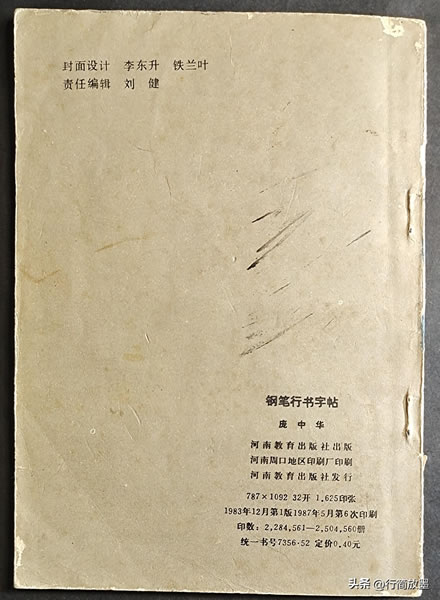 封面设计 李东升 铁兰叶
责任编辑 刘健
钢笔行书字帖
庞中华
河南教育出版社出版
河南周口地区印刷厂印刷
河南教育出版社发行
787×1092 32开 1.625印张
1983年12月第1版1987年5月第6次印刷
印数：2,284,561—2,504,560册
统一书号7356·52 定价0.40元
头条 @行简放墨